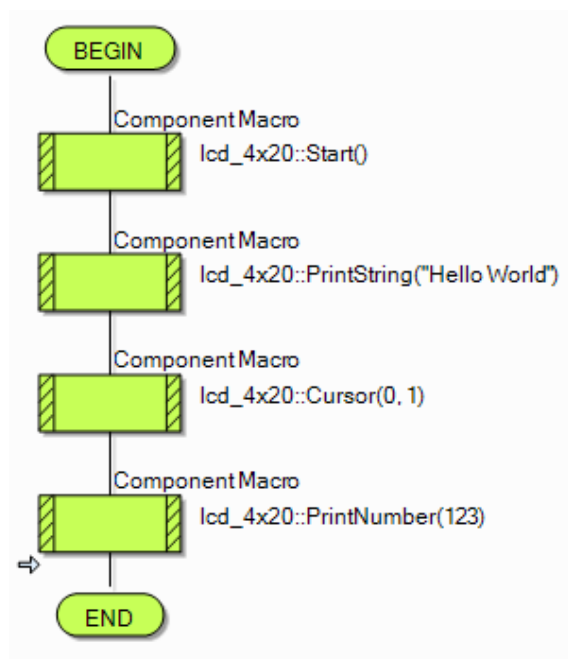 BEGIN
Component Macro
lcd_4x20::Start()
Component Macro
lcd_4x20::PrintString("Hello World")
Component Macro
lcd_4x20::Cursor(0, 1)
Component Macro
lcd_4x20::PrintNumber(123)
END